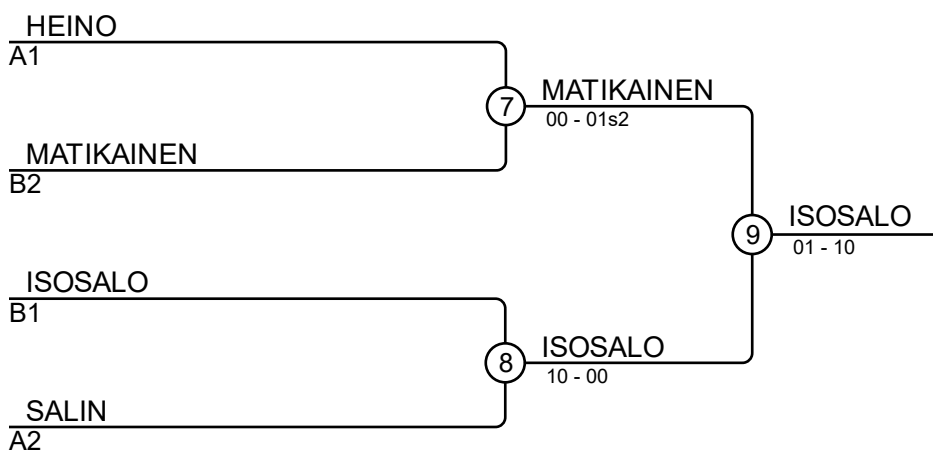 HEINO
A1
7
MATIKAINEN
00 - 01s2
MATIKAINEN
B2
9
ISOSALO
01 - 10
ISOSALO
B1
8
ISOSALO
10 - 00
SALIN
A2